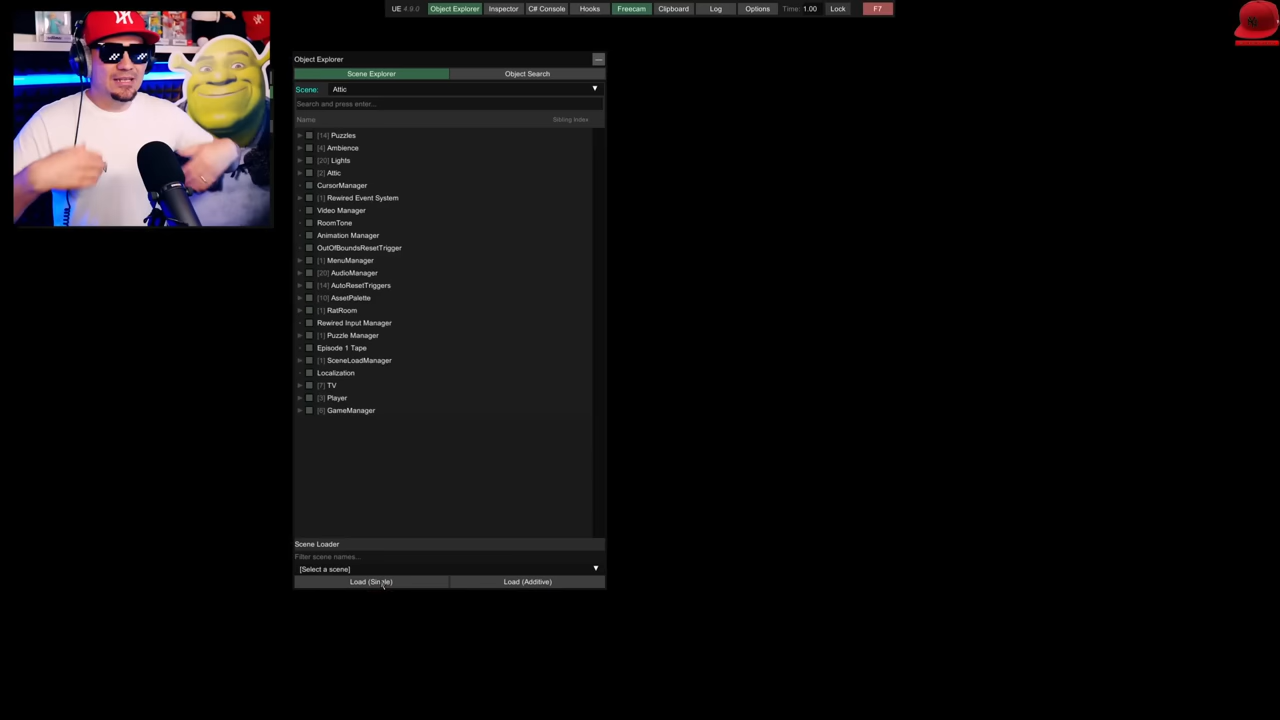 UE 4.9.0 Object Explorer Inspector C# Console Hooks Freecam Clipboard Log Options Time: 1.00 Lock F7
Object Explorer —
Scene Explorer Object Search
Scene: Attic ▼
Search and press enter...
Name Sibling Index
► [14] Puzzles
► [4] Ambience
► [20] Lights
► [2] Attic
CursorManager
► [1] Rewired Event System
Video Manager
RoomTone
Animation Manager
OutOfBoundsResetTrigger
► [1] MenuManager
► [20] AudioManager
► [14] AutoResetTriggers
► [10] AssetPalette
► [1] RatRoom
Rewired Input Manager
► [1] Puzzle Manager
Episode 1 Tape
► [1] SceneLoadManager
Localization
► [7] TV
► [3] Player
► [6] GameManager
Scene Loader
Filter scene names...
[Select a scene] ▼
Load (Single) Load (Additive)